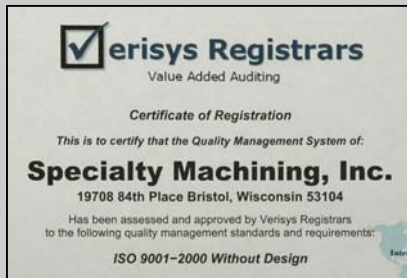 Verisys Registrars
Value Added Auditing
Certificate of Registration
This is to certify that the Quality Management System of:
Specialty Machining, Inc.
19708 84th Place Bristol, Wisconsin 53104
Has been assessed and approved by Verisys Registrars
to the following quality management standards and requirements:
ISO 9001-2000 Without Design